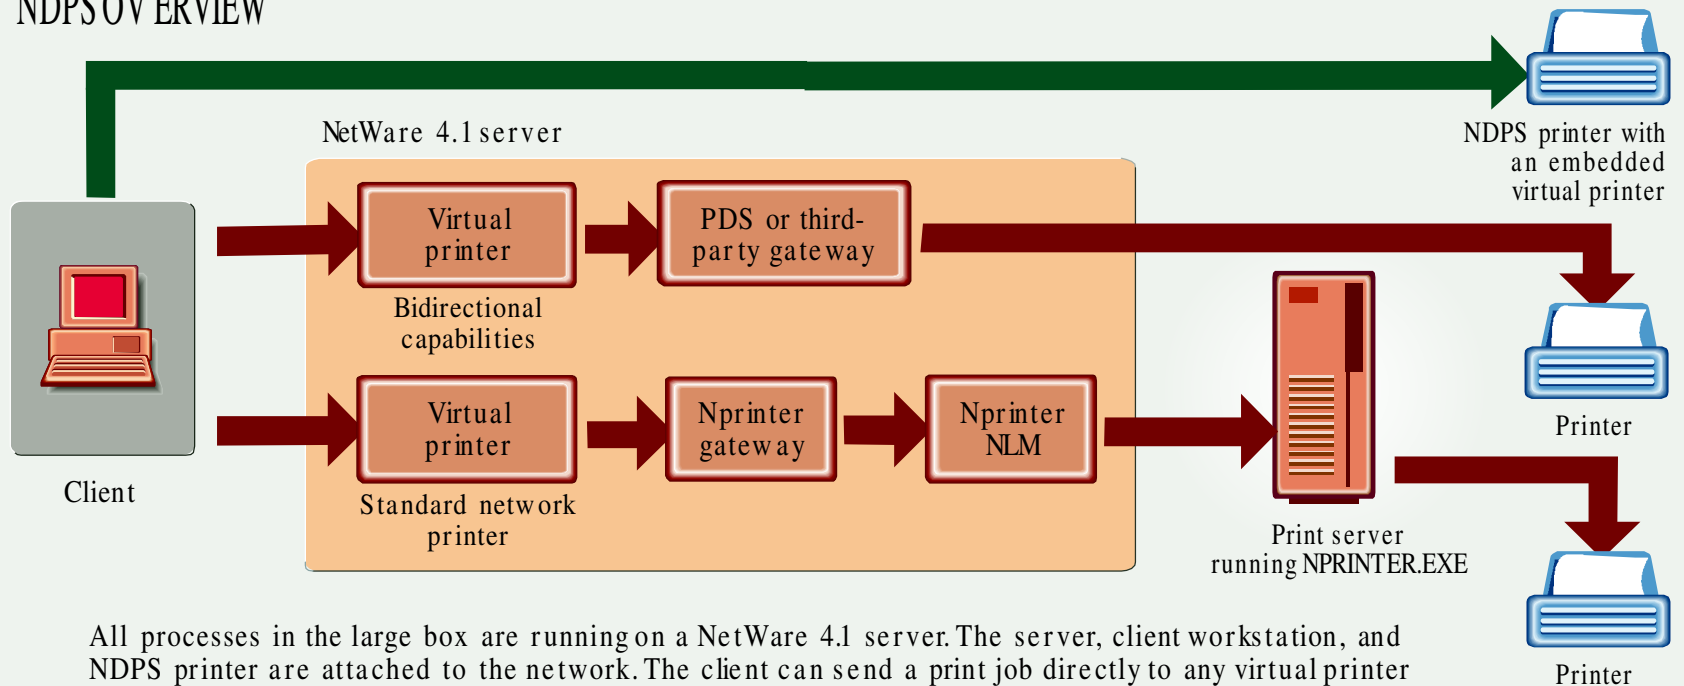 NDPS OVERVIEW
NetWare 4.1 server
NDPS printer with
an embedded
virtual printer
Virtual
printer
PDS or third-
party gateway
Bidirectional
capabilities
Virtual
printer
Nprinter
gateway
Nprinter
NLM
Standard network
printer
Client
Printer
Print server
running NPRINTER.EXE
Printer
All processes in the large box are running on a NetWare 4.1 server. The server, client workstation, and
NDPS printer are attached to the network. The client can send a print job directly to any virtual printer